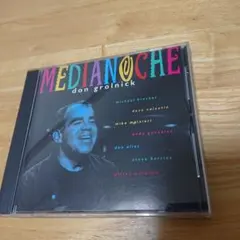 MEDIANOCHE
don grolnick
michael brecker
dave valentin
mike mainieri
andy gonzalez
don alias
steve berrios
milton cardona